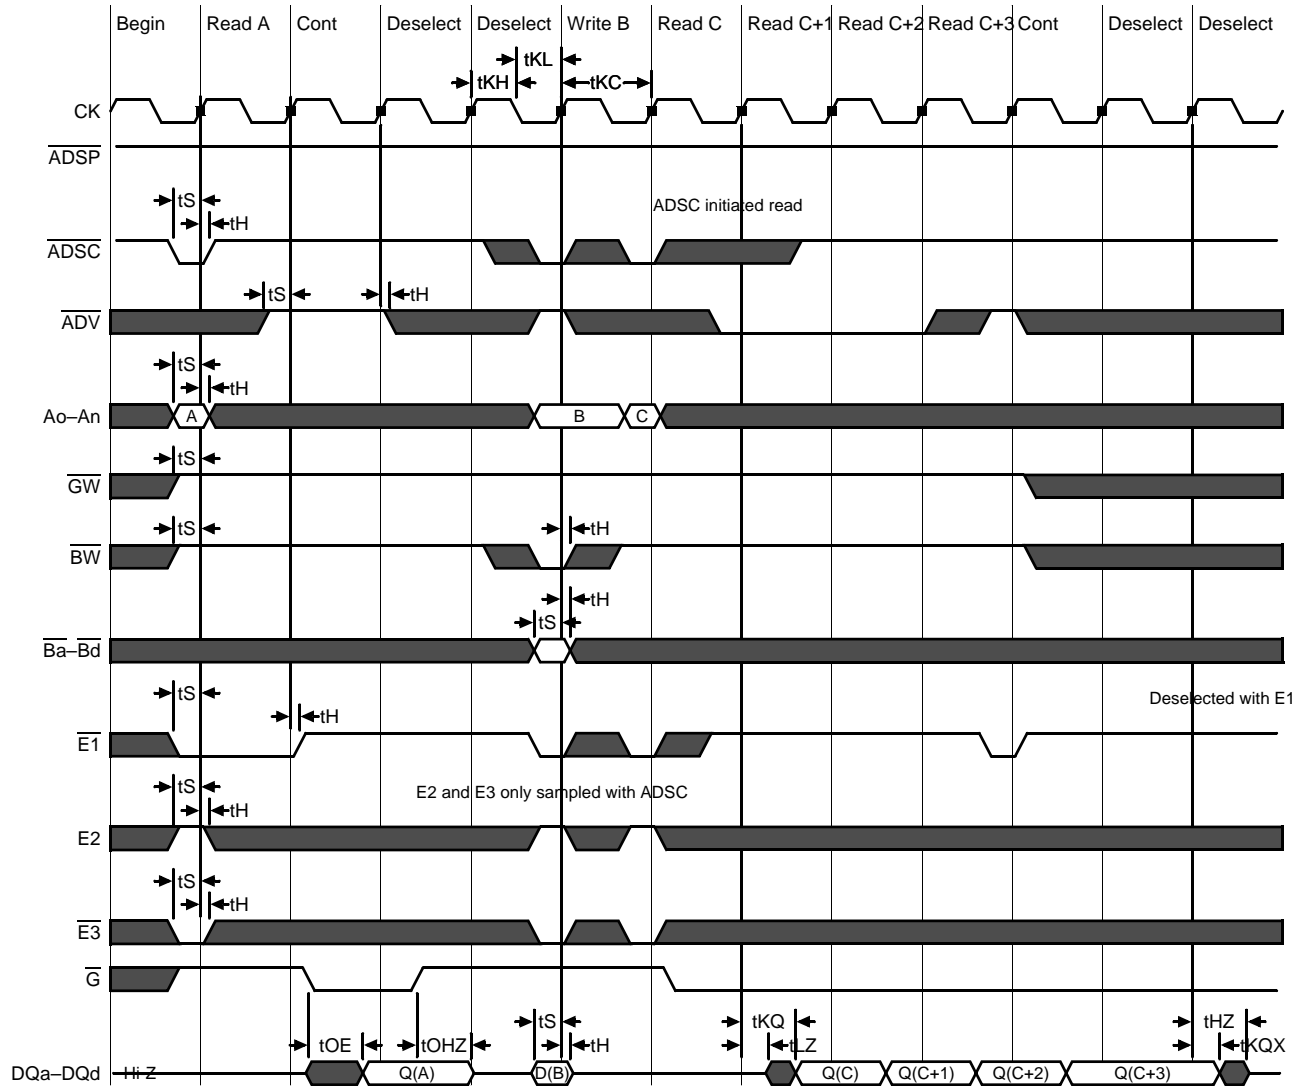 Begin Read A Cont Deselect Deselect Write B Read C Read C+1 Read C+2 Read C+3 Cont Deselect Deselect
tKL
tKH tKC
CK
ADSP
tS ADSC initiated read
tH
ADSC
tS tH
ADV
tS
tH
Ao–An A B C
tS
GW
tS tH
BW
tH
tS
Ba–Bd
tS Deselected with E1
tH
E1
tS E2 and E3 only sampled with ADSC
tH
E2
tS
tH
E3
G
tS tKQ tHZ
tOE tOHZ tH tLZ tKQX
DQa–DQd Hi-Z Q(A) D(B) Q(C) Q(C+1) Q(C+2) Q(C+3)